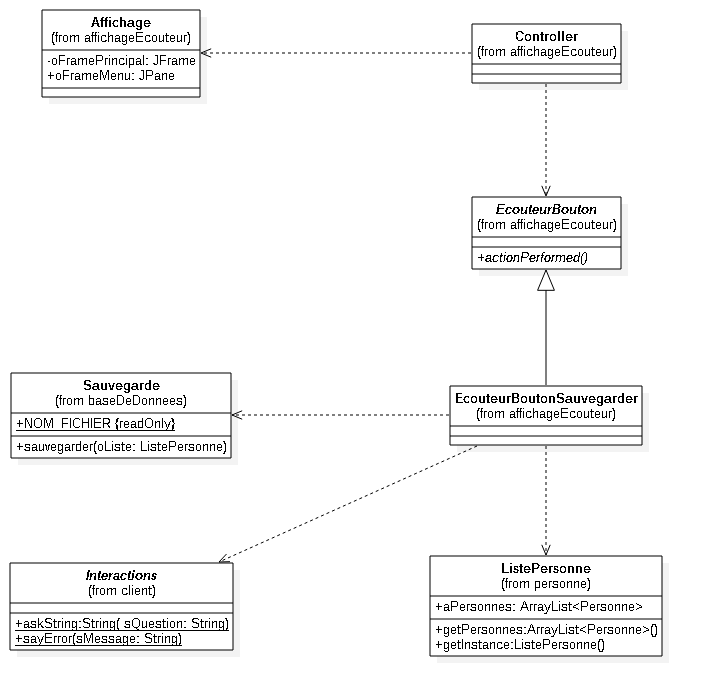 Affichage
(from affichageEcouteur)
-oFramePrincipal: JFrame
+oFrameMenu: JPane
Controller
(from affichageEcouteur)
EcouteurBouton
(from affichageEcouteur)
+actionPerformed()
Sauvegarde
(from baseDeDonnees)
+NOM_FICHIER {readOnly}
+sauvegarder(oListe: ListePersonne)
EcouteurBoutonSauvegarder
(from affichageEcouteur)
Interactions
(from client)
+askString:String( sQuestion: String)
+sayError(sMessage: String)
ListePersonne
(from personne)
+aPersonnes: ArrayList<Personne>
+getPersonnes:ArrayList<Personne>()
+getInstance:ListePersonne()